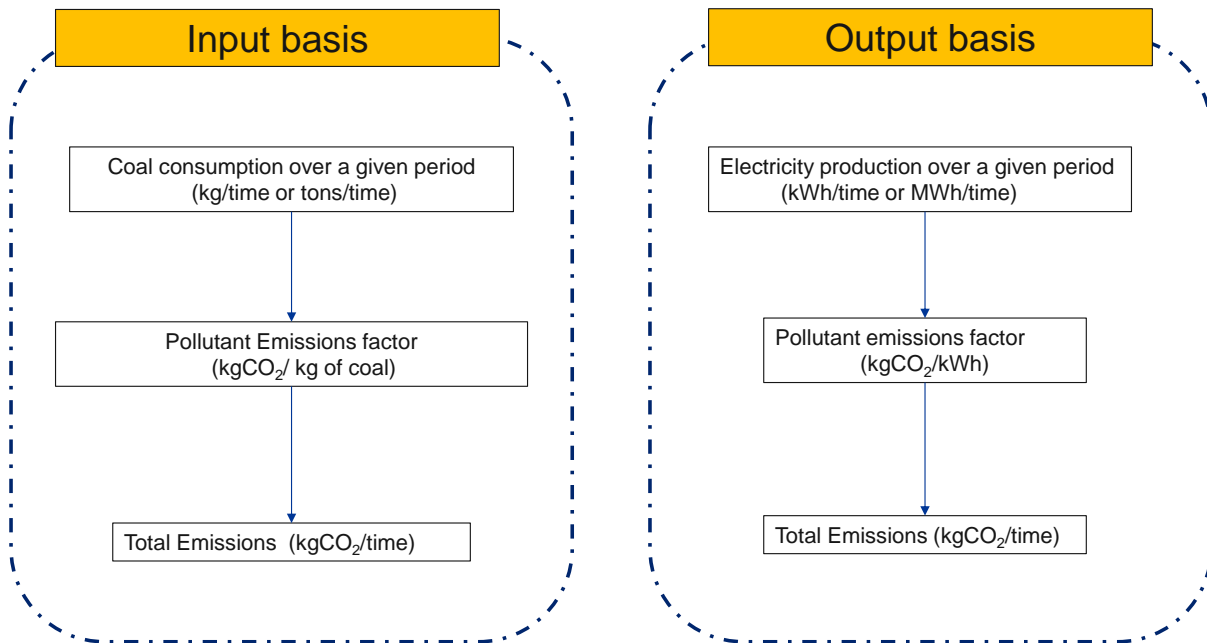 Input basis
Coal consumption over a given period
(kg/time or tons/time)
Pollutant Emissions factor
(kgCO₂/ kg of coal)
Total Emissions (kgCO₂/time)
Output basis
Electricity production over a given period
(kWh/time or MWh/time)
Pollutant emissions factor
(kgCO₂/kWh)
Total Emissions (kgCO₂/time)